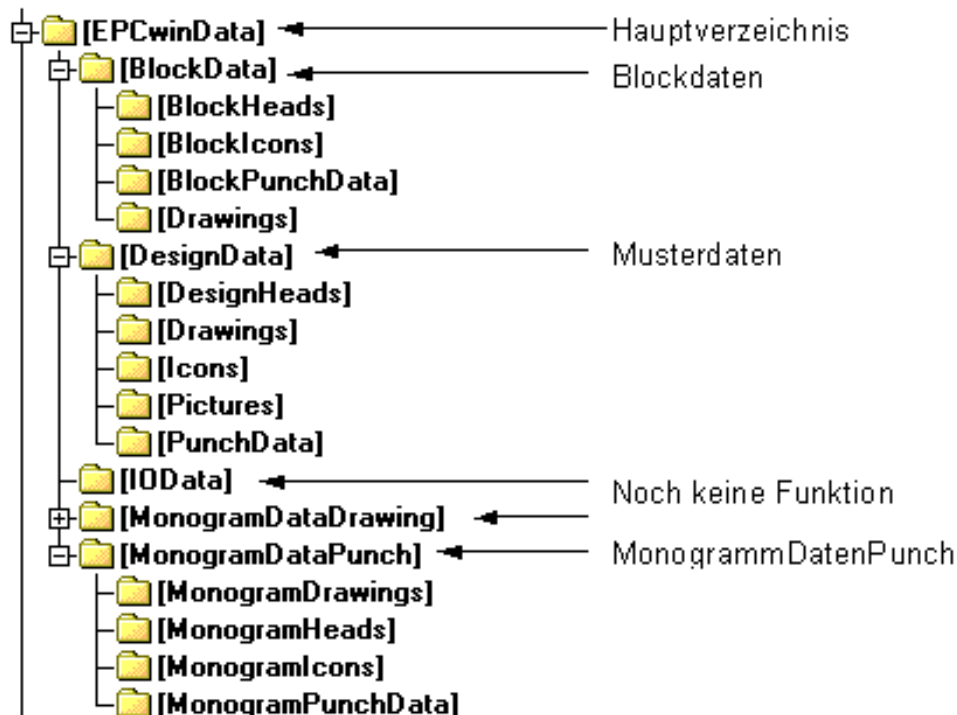 [EPCwinData] Hauptverzeichnis
[BlockData] Blockdaten
[BlockHeads]
[BlockIcons]
[BlockPunchData]
[Drawings]
[DesignData] Musterdaten
[DesignHeads]
[Drawings]
[Icons]
[Pictures]
[PunchData]
[IOData] Noch keine Funktion
[MonogramDataDrawing]
[MonogramDataPunch] MonogrammDatenPunch
[MonogramDrawings]
[MonogramHeads]
[MonogramIcons]
[MonogramPunchData]